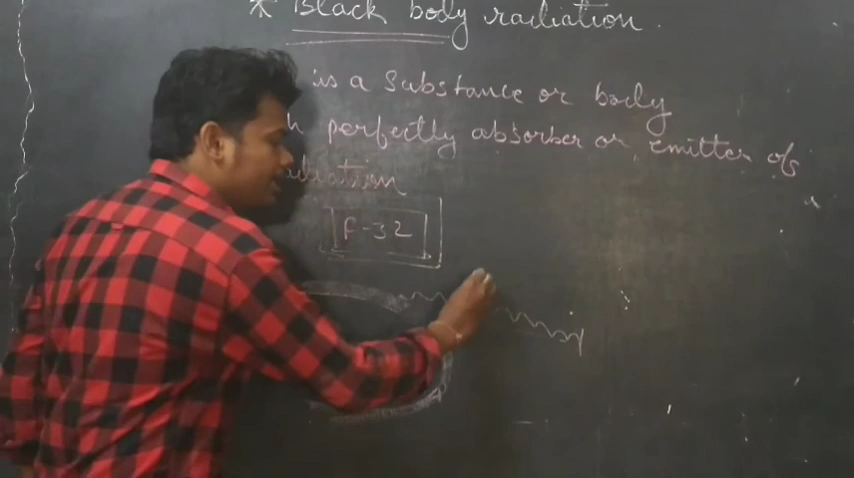 * Black body radiation.
is a substance or body
perfectly absorber or emitter of
radiation
F-32